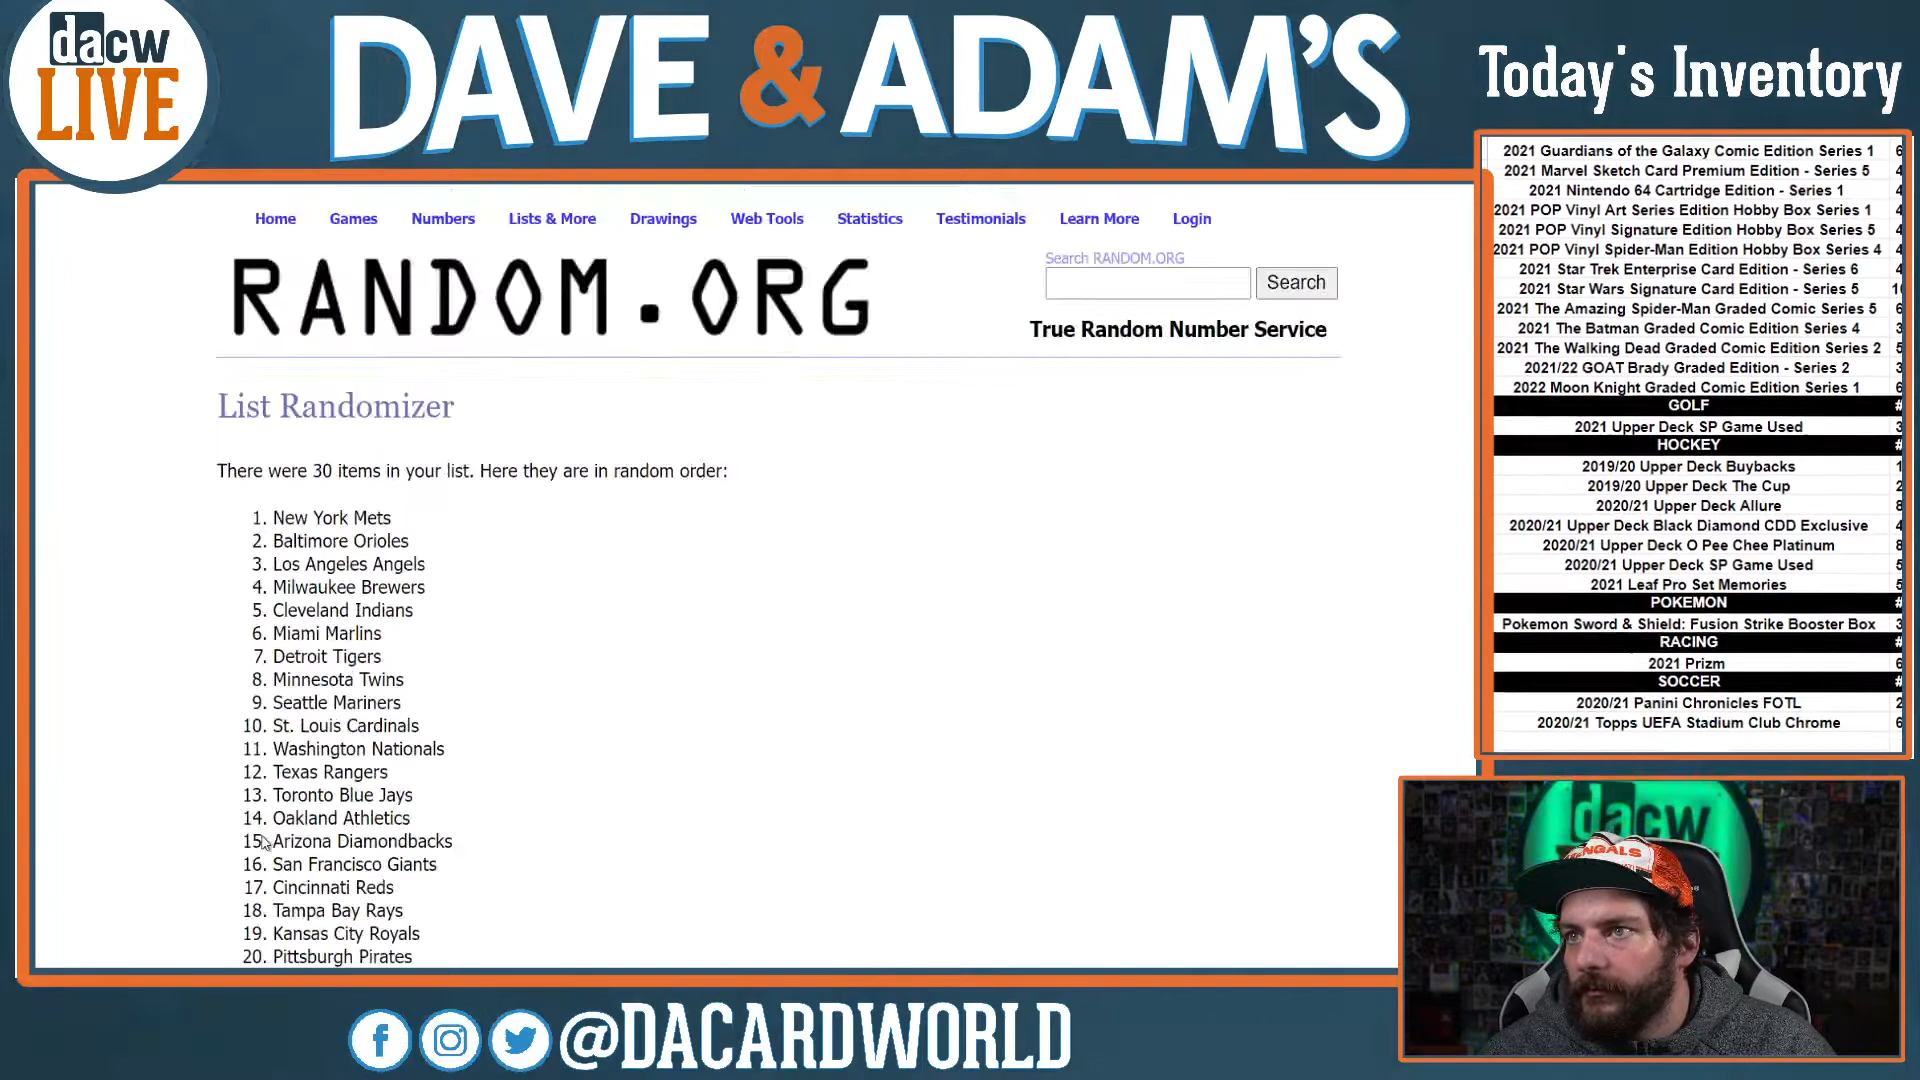 dacw
LIVE
DAVE & ADAM'S
Today's Inventory
Home Games Numbers Lists & More Drawings Web Tools Statistics Testimonials Learn More Login
RANDOM.ORG
Search RANDOM.ORG
Search
True Random Number Service
List Randomizer
There were 30 items in your list. Here they are in random order:
1. New York Mets
2. Baltimore Orioles
3. Los Angeles Angels
4. Milwaukee Brewers
5. Cleveland Indians
6. Miami Marlins
7. Detroit Tigers
8. Minnesota Twins
9. Seattle Mariners
10. St. Louis Cardinals
11. Washington Nationals
12. Texas Rangers
13. Toronto Blue Jays
14. Oakland Athletics
15. Arizona Diamondbacks
16. San Francisco Giants
17. Cincinnati Reds
18. Tampa Bay Rays
19. Kansas City Royals
20. Pittsburgh Pirates
2021 Guardians of the Galaxy Comic Edition Series 1
2021 Marvel Sketch Card Premium Edition - Series 5
2021 Nintendo 64 Cartridge Edition - Series 1
2021 POP Vinyl Art Series Edition Hobby Box Series 1
2021 POP Vinyl Signature Edition Hobby Box Series 5
2021 POP Vinyl Spider-Man Edition Hobby Box Series 4
2021 Star Trek Enterprise Card Edition - Series 6
2021 Star Wars Signature Card Edition - Series 5
2021 The Amazing Spider-Man Graded Comic Series 5
2021 The Batman Graded Comic Edition Series 4
2021 The Walking Dead Graded Comic Edition Series 2
2021/22 GOAT Brady Graded Edition - Series 2
2022 Moon Knight Graded Comic Edition Series 1
GOLF #
2021 Upper Deck SP Game Used
HOCKEY #
2019/20 Upper Deck Buybacks
2019/20 Upper Deck The Cup
2020/21 Upper Deck Allure
2020/21 Upper Deck Black Diamond CDD Exclusive
2020/21 Upper Deck O Pee Chee Platinum
2020/21 Upper Deck SP Game Used
2021 Leaf Pro Set Memories
POKEMON #
Pokemon Sword & Shield: Fusion Strike Booster Box
RACING #
2021 Prizm
SOCCER #
2020/21 Panini Chronicles FOTL
2020/21 Topps UEFA Stadium Club Chrome
dacw
BENGALS
@DACARDWORLD